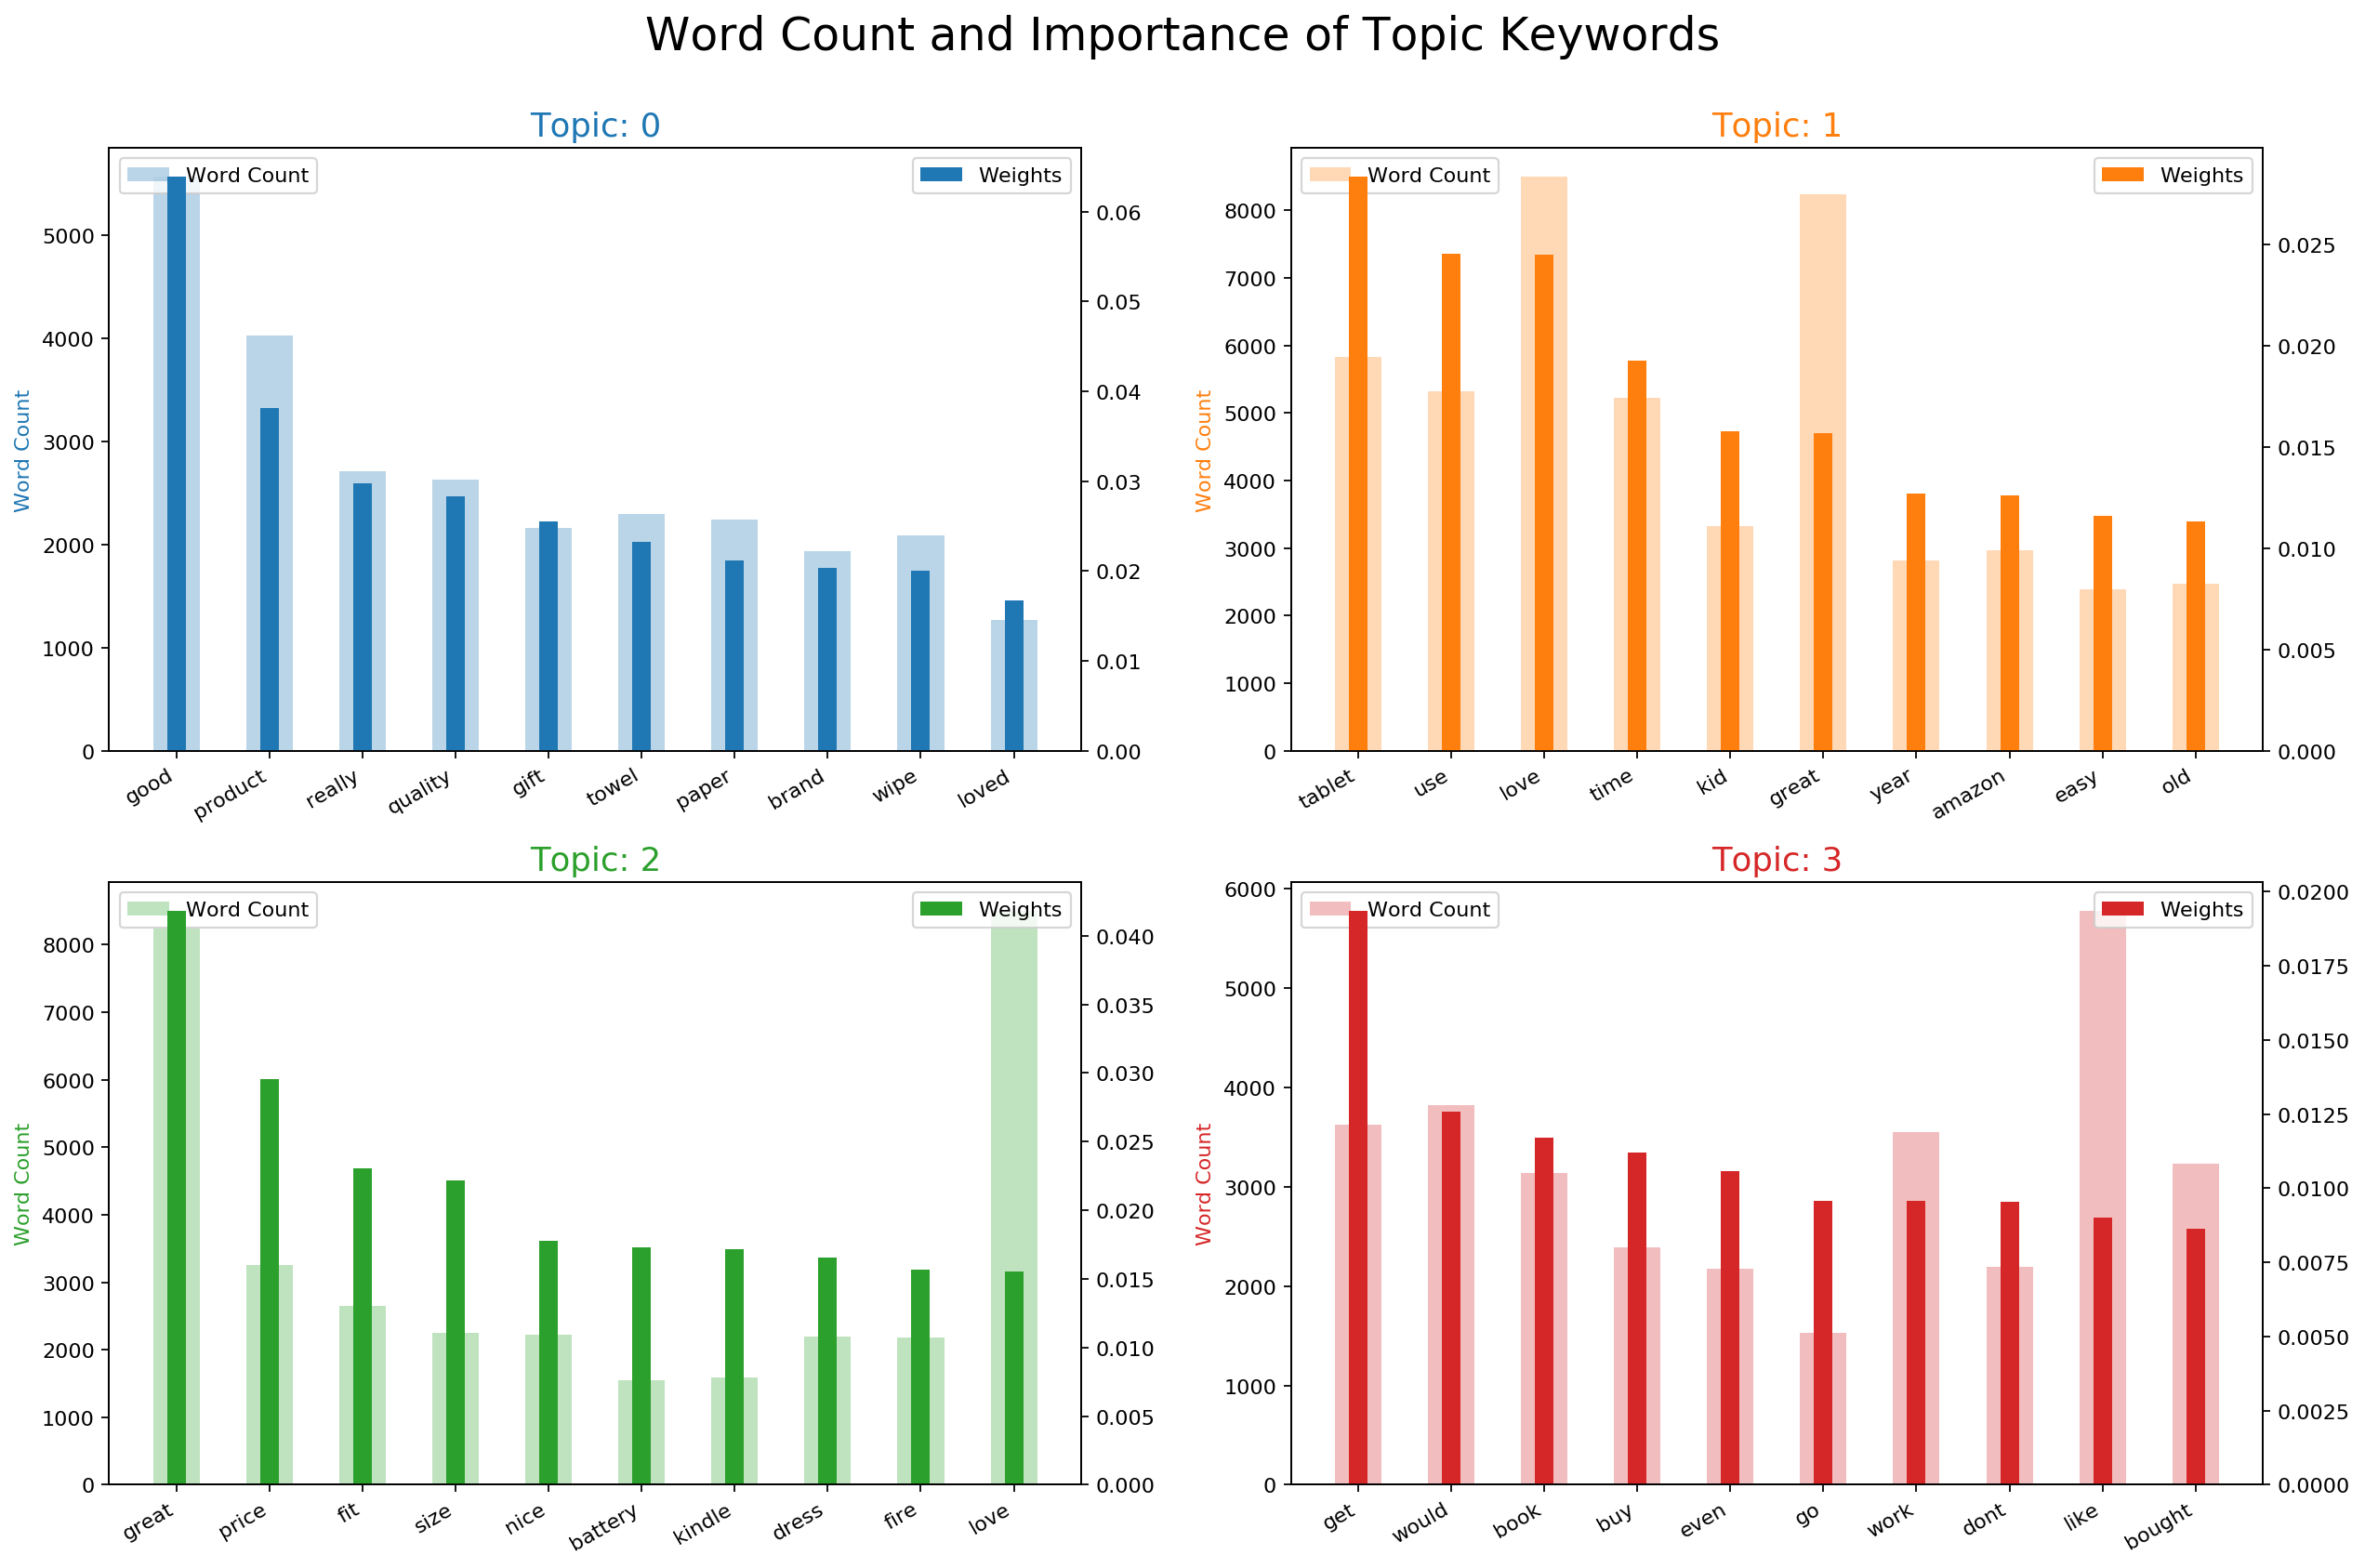 Word Count and Importance of Topic Keywords
Topic: 0
Word Count
Weights
Word Count
5000
4000
3000
2000
1000
0
0.06
0.05
0.04
0.03
0.02
0.01
0.00
good
product
really
quality
gift
towel
paper
brand
wipe
loved
Topic: 1
Word Count
Weights
Word Count
8000
7000
6000
5000
4000
3000
2000
1000
0
0.025
0.020
0.015
0.010
0.005
0.000
tablet
use
love
time
kid
great
year
amazon
easy
old
Topic: 2
Word Count
Weights
Word Count
8000
7000
6000
5000
4000
3000
2000
1000
0
0.040
0.035
0.030
0.025
0.020
0.015
0.010
0.005
0.000
great
price
fit
size
nice
battery
kindle
dress
fire
love
Topic: 3
Word Count
Weights
Word Count
6000
5000
4000
3000
2000
1000
0
0.0200
0.0175
0.0150
0.0125
0.0100
0.0075
0.0050
0.0025
0.0000
get
would
book
buy
even
go
work
dont
like
bought